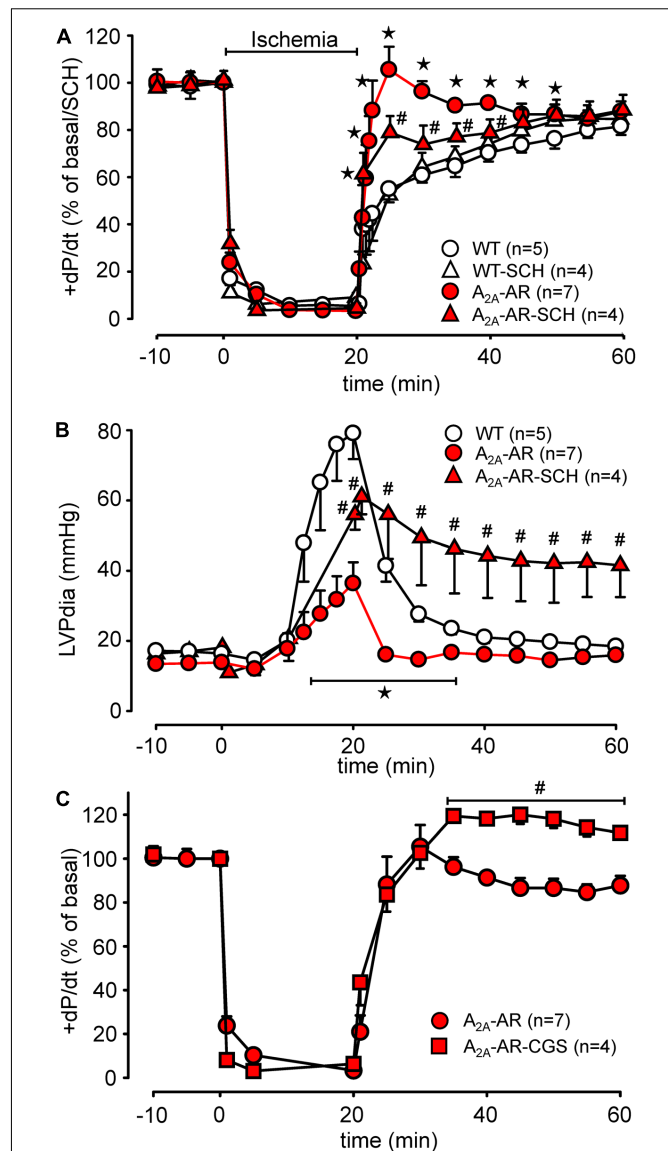 A
Ischemia
+dP/dt (% of basal/SCH)
120
100
80
60
40
20
0
★ ★ ★ ★ ★ ★ ★ ★ ★
# # # #
WT (n=5)
WT-SCH (n=4)
A2A-AR (n=7)
A2A-AR-SCH (n=4)
-10 0 20 40 60
time (min)
B
LVPdia (mmHg)
80
60
40
20
0
WT (n=5)
A2A-AR (n=7)
A2A-AR-SCH (n=4)
# # # # # # # # # #
★
-10 0 20 40 60
time (min)
C
+dP/dt (% of basal)
120
100
80
60
40
20
0
#
A2A-AR (n=7)
A2A-AR-CGS (n=4)
-10 0 20 40 60
time (min)